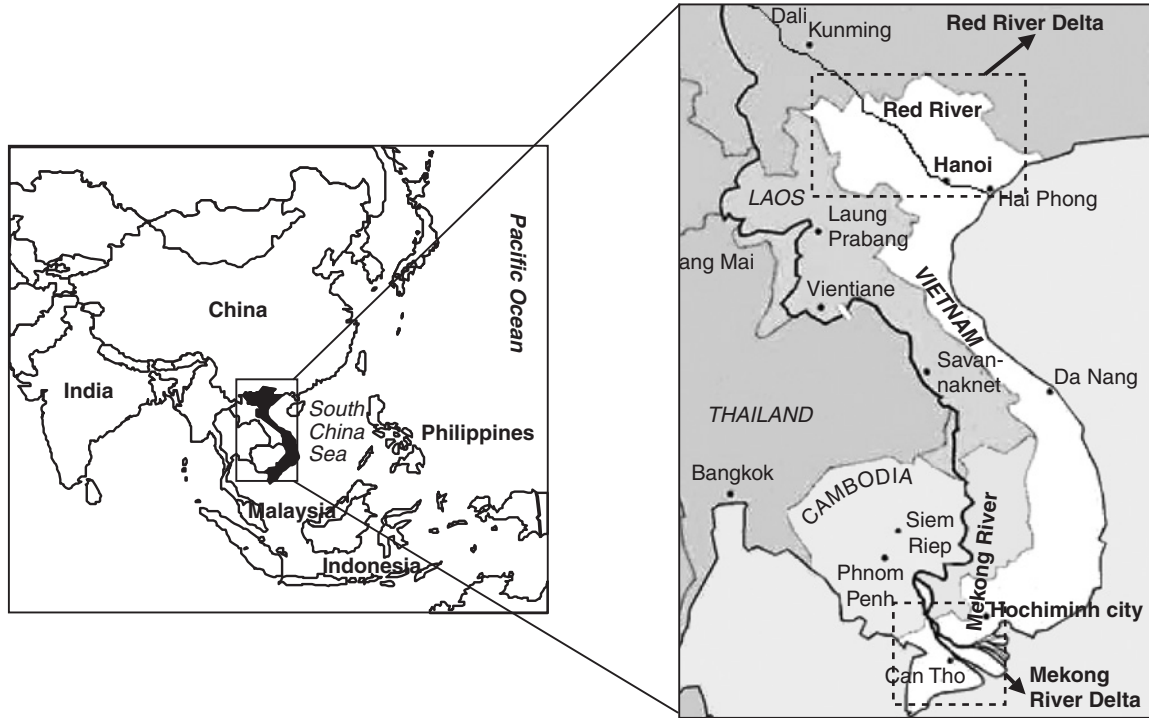 Pacific Ocean
China
India
South
China
Sea
Philippines
Malaysia
Indonesia
Dali
Kunming
Red River Delta
Red River
Hanoi
Hai Phong
LAOS
Laung
Prabang
ang Mai
Vientiane
VIETNAM
Savan-
naknet
Da Nang
THAILAND
Bangkok
CAMBODIA
Siem
Riep
Phnom
Penh
Mekong River
Hochiminh city
Can Tho
Mekong
River Delta